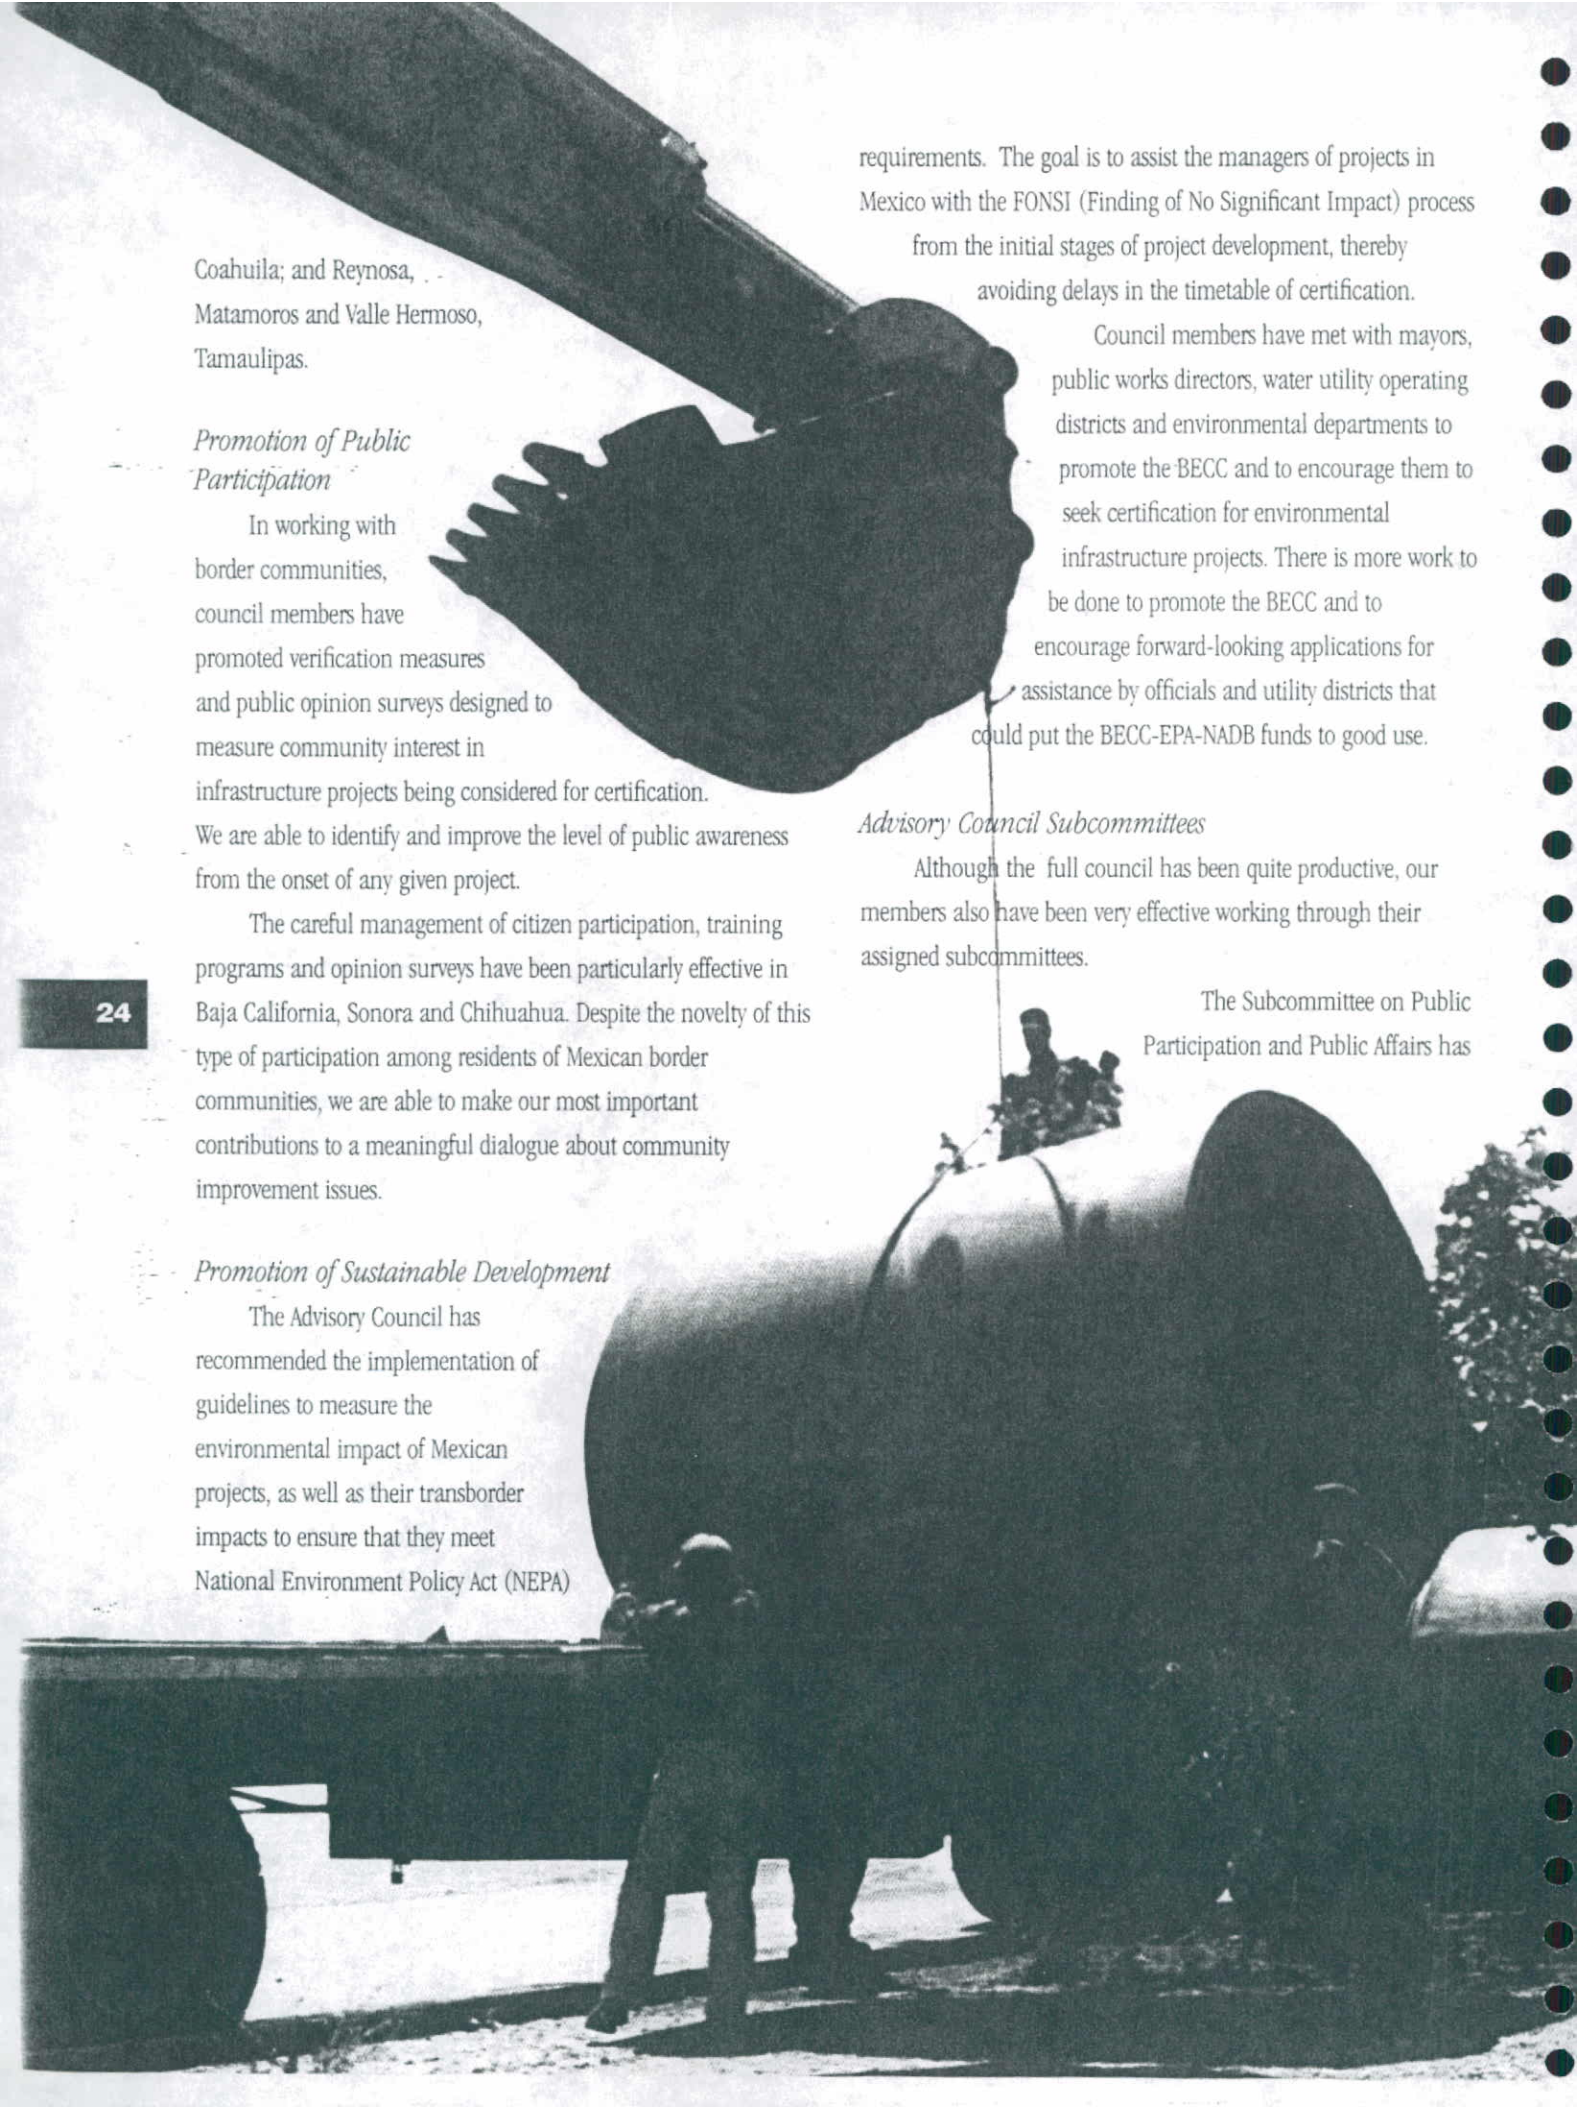 Coahuila; and Reynosa,
Matamoros and Valle Hermoso,
Tamaulipas.
Promotion of Public
Participation
In working with
border communities,
council members have
promoted verification measures
and public opinion surveys designed to
measure community interest in
infrastructure projects being considered for certification.
We are able to identify and improve the level of public awareness
from the onset of any given project.
The careful management of citizen participation, training
programs and opinion surveys have been particularly effective in
Baja California, Sonora and Chihuahua. Despite the novelty of this
type of participation among residents of Mexican border
communities, we are able to make our most important
contributions to a meaningful dialogue about community
improvement issues.
Promotion of Sustainable Development
The Advisory Council has
recommended the implementation of
guidelines to measure the
environmental impact of Mexican
projects, as well as their transborder
impacts to ensure that they meet
National Environment Policy Act (NEPA)
requirements. The goal is to assist the managers of projects in
Mexico with the FONSI (Finding of No Significant Impact) process
from the initial stages of project development, thereby
avoiding delays in the timetable of certification.
Council members have met with mayors,
public works directors, water utility operating
districts and environmental departments to
promote the BECC and to encourage them to
seek certification for environmental
infrastructure projects. There is more work to
be done to promote the BECC and to
encourage forward-looking applications for
assistance by officials and utility districts that
could put the BECC-EPA-NADB funds to good use.
Advisory Council Subcommittees
Although the full council has been quite productive, our
members also have been very effective working through their
assigned subcommittees.
The Subcommittee on Public
Participation and Public Affairs has
24